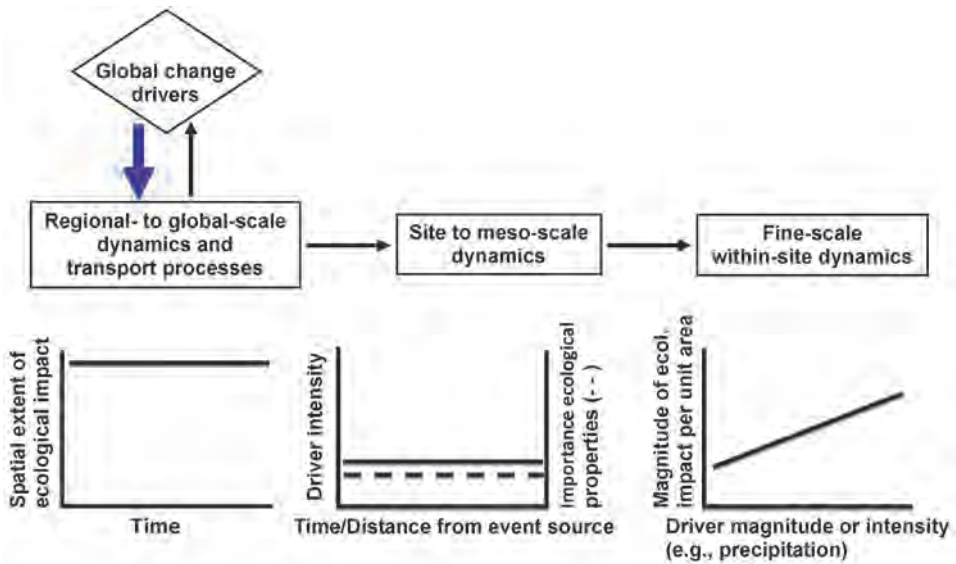 Global change
drivers
Regional- to global-scale
dynamics and
transport processes
Site to meso-scale
dynamics
Fine-scale
within-site dynamics
Spatial extent of
ecological impact
Time
Driver intensity
Importance ecological
properties (- -)
Time/Distance from event source
Magnitude of ecol.
impact per unit area
Driver magnitude or intensity
(e.g., precipitation)